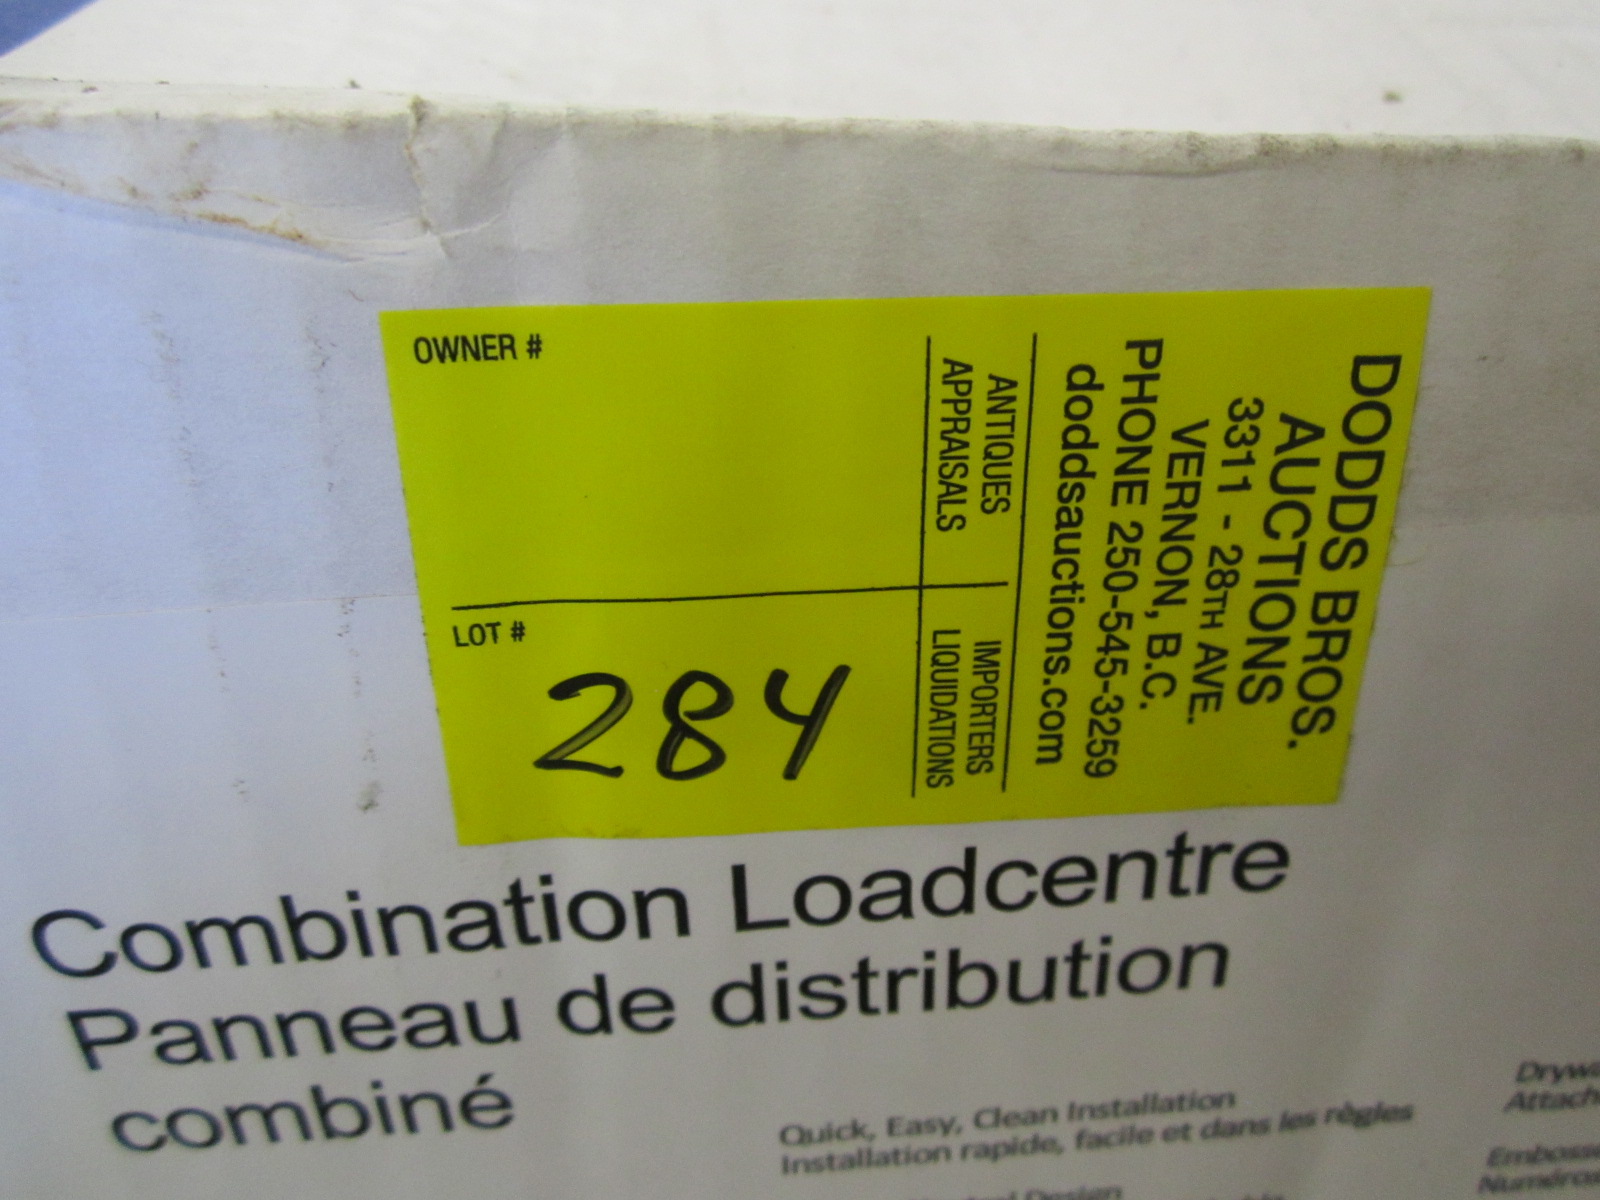 OWNER #
LOT #
284
ANTIQUES
APPRAISALS
IMPORTERS
LIQUIDATIONS
DODDS BROS.
AUCTIONS
3311 - 28TH AVE.
VERNON, B.C.
PHONE 250-545-3259
doddsauctions.com
Combination Loadcentre
Panneau de distribution
combiné
Quick, Easy, Clean Installation
Installation rapide, facile et dans les règles
Design